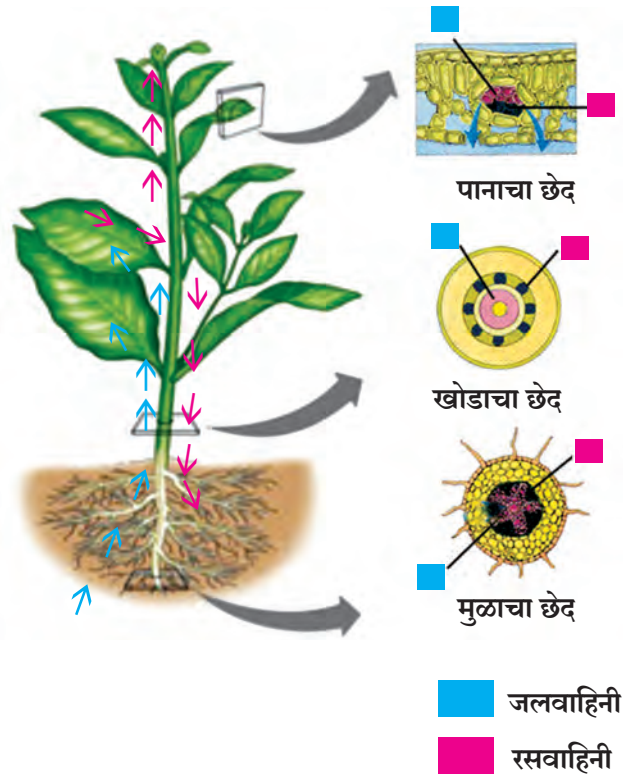 पानाचा छेद
खोडाचा छेद
मुळाचा छेद
जलवाहिनी
रसवाहिनी